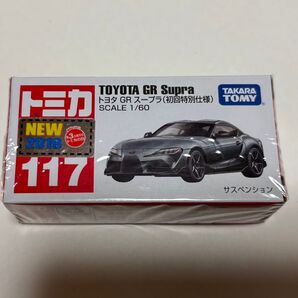 トミカ
TOYOTA GR Supra
トヨタ GR スープラ(初回特別仕様)
SCALE 1/60
TAKARA
TOMY
NEW
2019
117
サスペンション